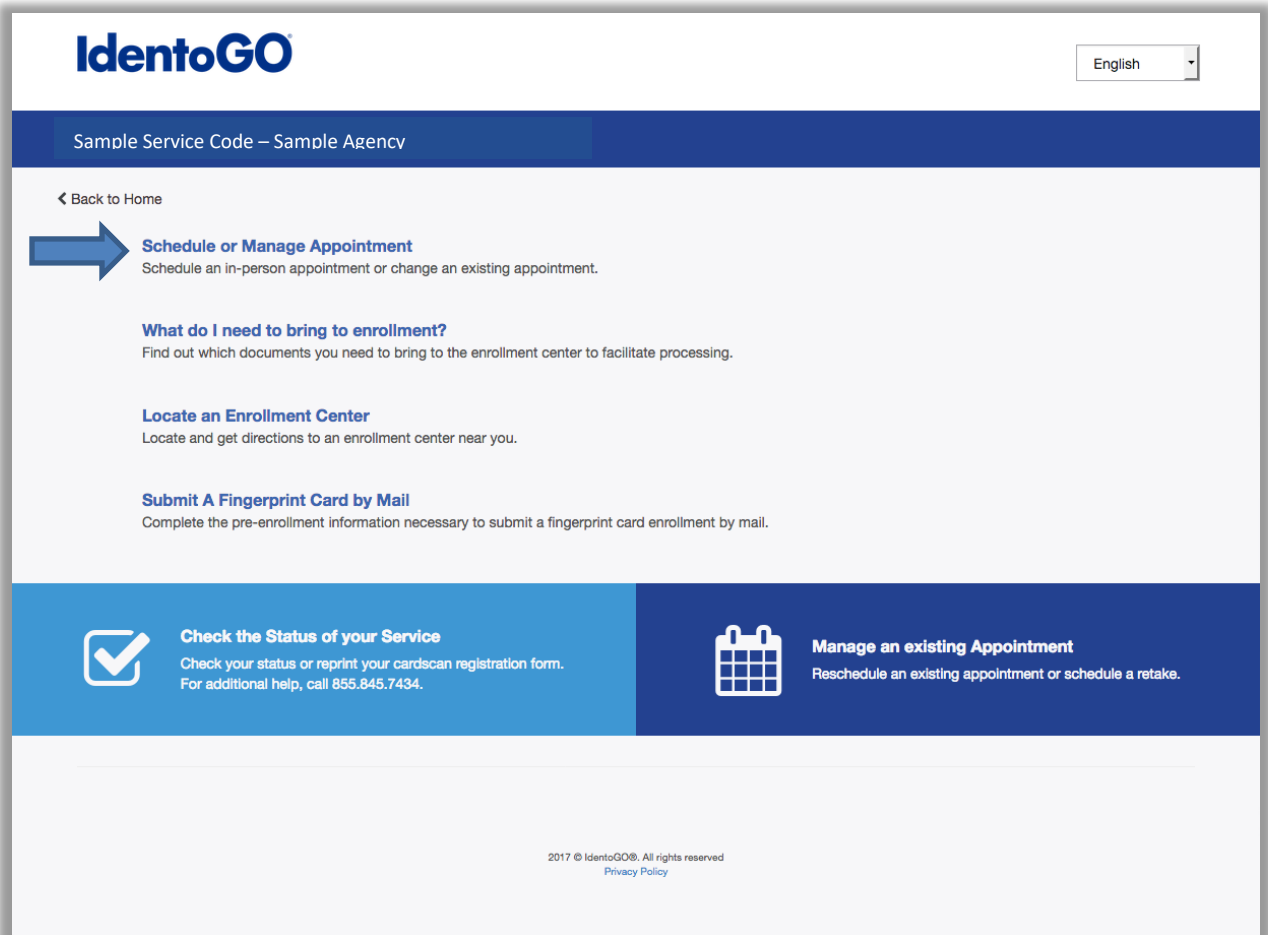 IdentoGO®
English
Sample Service Code – Sample Agency
Back to Home
Schedule or Manage Appointment
Schedule an in-person appointment or change an existing appointment.
What do I need to bring to enrollment?
Find out which documents you need to bring to the enrollment center to facilitate processing.
Locate an Enrollment Center
Locate and get directions to an enrollment center near you.
Submit A Fingerprint Card by Mail
Complete the pre-enrollment information necessary to submit a fingerprint card enrollment by mail.
Check the Status of your Service
Check your status or reprint your cardscan registration form.
For additional help, call 855.845.7434.
Manage an existing Appointment
Reschedule an existing appointment or schedule a retake.
2017 © IdentoGO®. All rights reserved
Privacy Policy